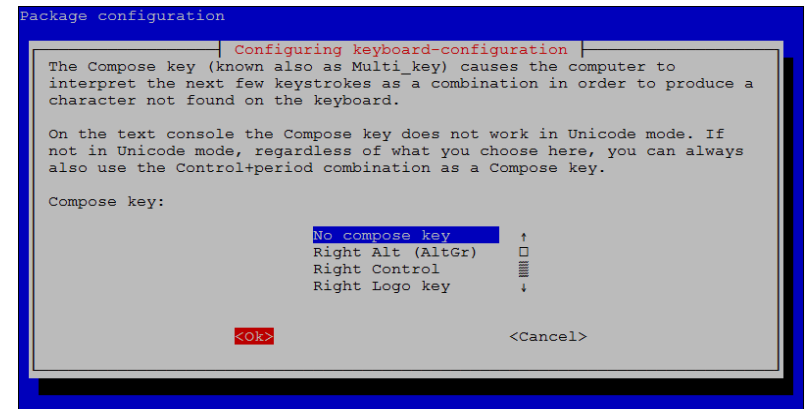 Package configuration
Configuring keyboard-configuration
The Compose key (known also as Multi_key) causes the computer to
interpret the next few keystrokes as a combination in order to produce a
character not found on the keyboard.
On the text console the Compose key does not work in Unicode mode. If
not in Unicode mode, regardless of what you choose here, you can always
also use the Control+period combination as a Compose key.
Compose key:
No compose key
Right Alt (AltGr)
Right Control
Right Logo key
<Ok> <Cancel>